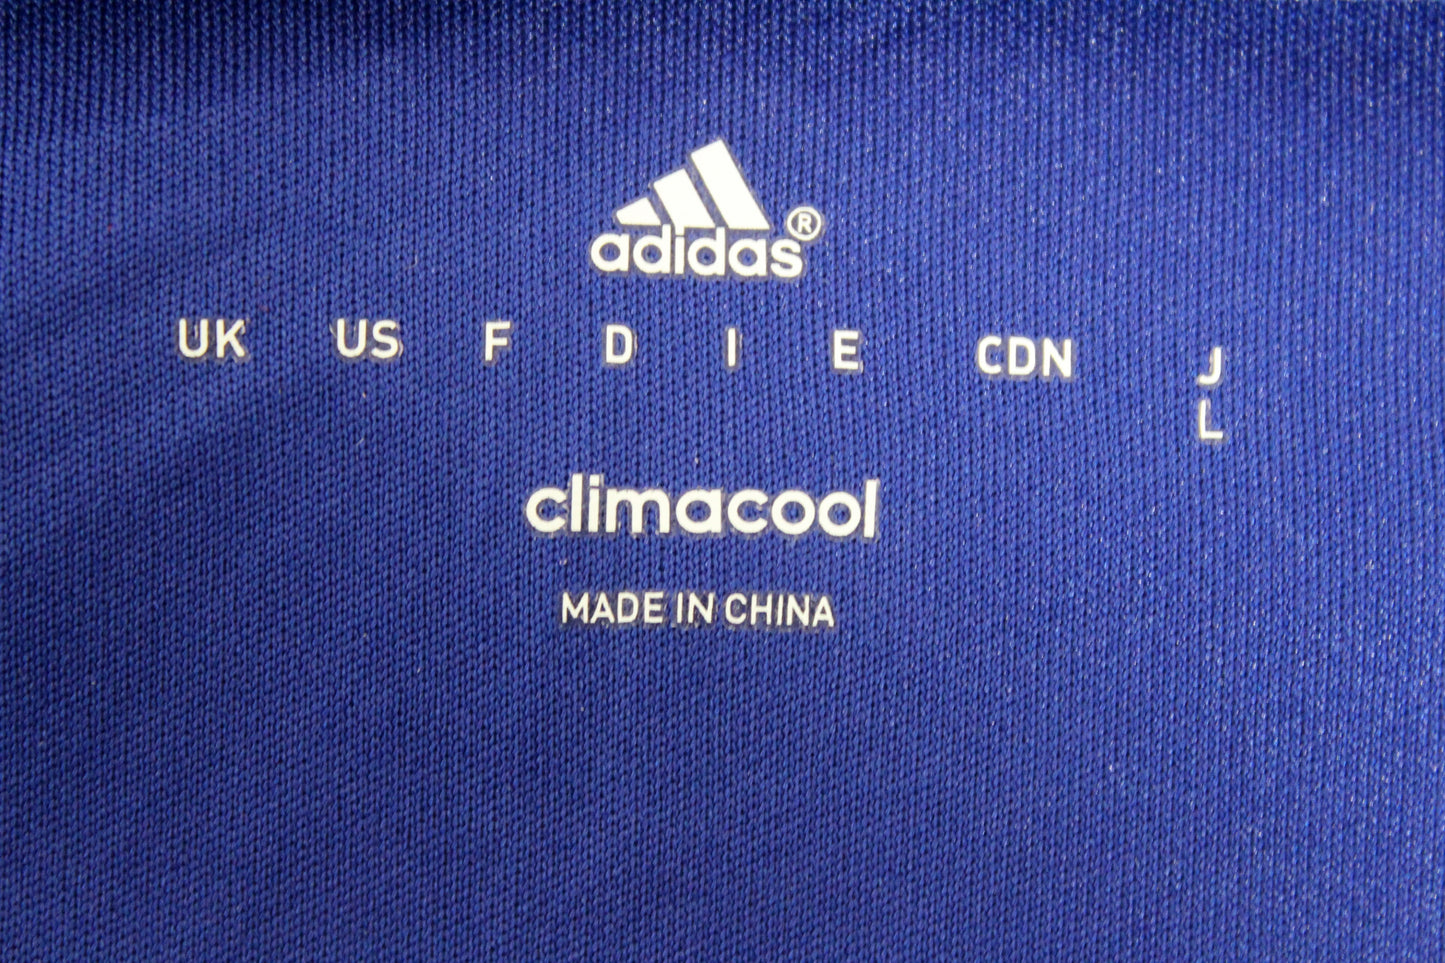 adidas®
UK US F D I E CDN J
L
climacool
MADE IN CHINA